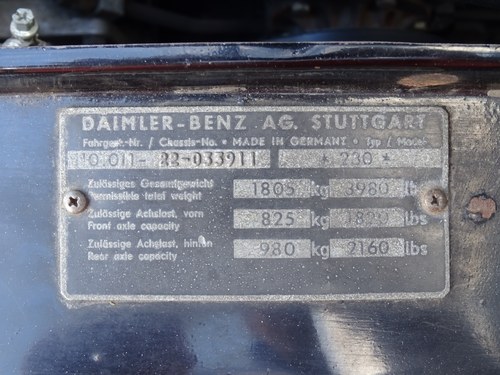 DAIMLER-BENZ AG. STUTTGART
Fahrgest.-Nr. / Chassis-No. • MADE IN GERMANY • Typ / Model
110.011- 22-033911 * 230 *
Zulässiges Gesamtgewicht 1805 kg 3980 lbs
Permissible total weight
Zulässige Achslast, vorn 825 kg 1820 lbs
Front axle capacity
Zulässige Achslast, hinten 980 kg 2160 lbs
Rear axle capacity